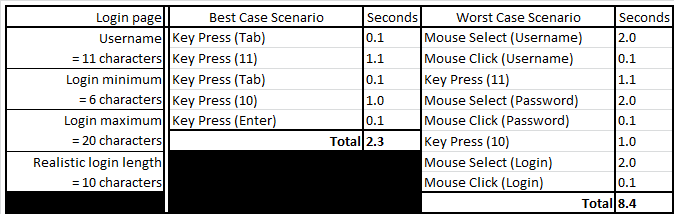 Login page Best Case Scenario Seconds Worst Case Scenario Seconds
Username Key Press (Tab) 0.1 Mouse Select (Username) 2.0
= 11 characters Key Press (11) 1.1 Mouse Click (Username) 0.1
Login minimum Key Press (Tab) 0.1 Key Press (11) 1.1
= 6 characters Key Press (10) 1.0 Mouse Select (Password) 2.0
Login maximum Key Press (Enter) 0.1 Mouse Click (Password) 0.1
= 20 characters Total 2.3 Key Press (10) 1.0
Realistic login length Mouse Select (Login) 2.0
= 10 characters Mouse Click (Login) 0.1
Total 8.4